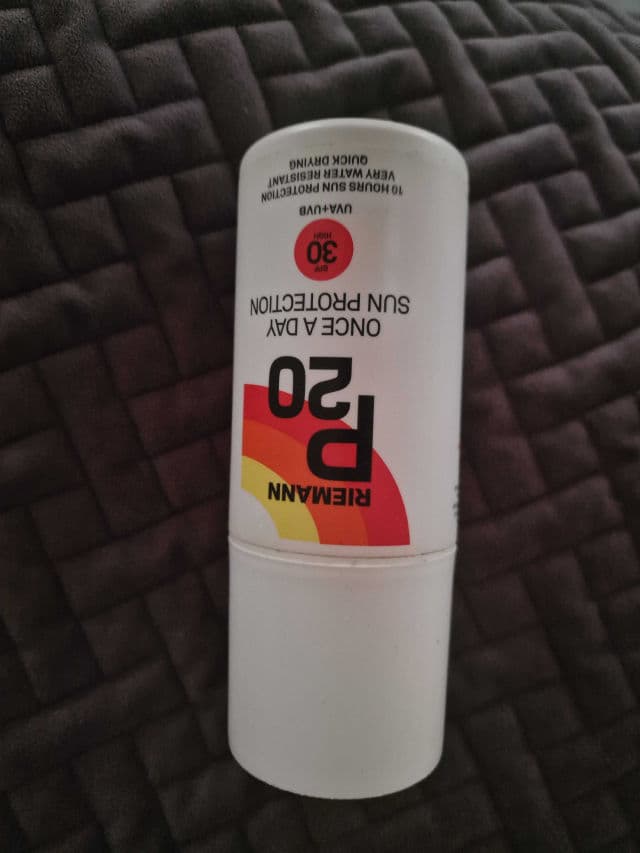 RIEMANN
P
20
ONCE A DAY
SUN PROTECTION
SPF
30
HIGH
UVA+UVB
10 HOURS SUN PROTECTION
VERY WATER RESISTANT
QUICK DRYING